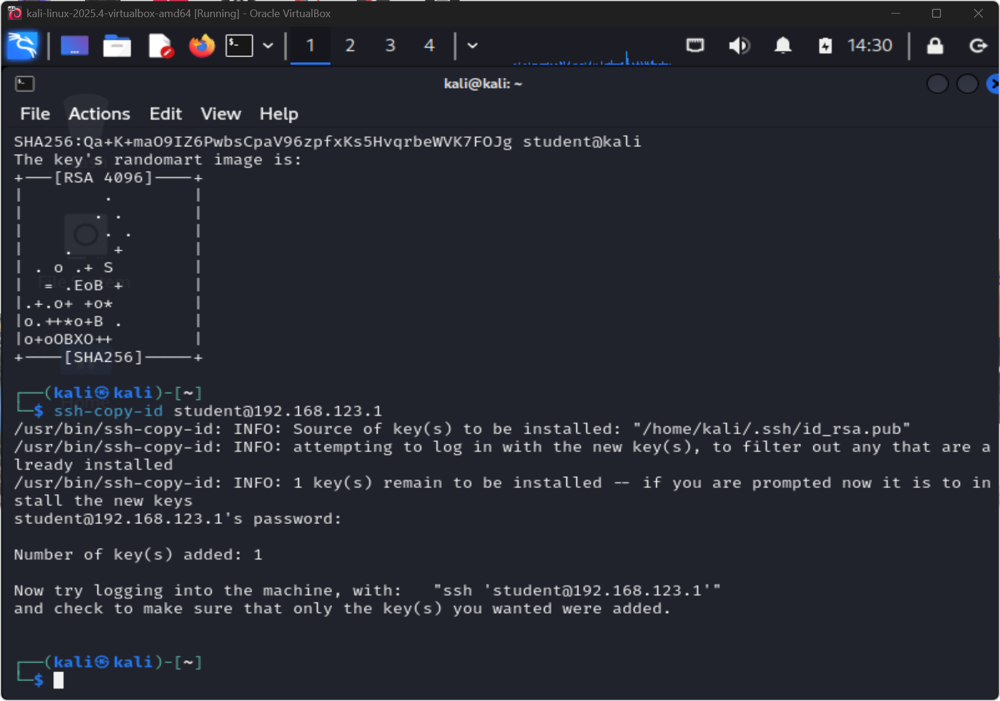 kali-linux-2025.4-virtualbox-amd64 [Running] - Oracle VirtualBox
1 2 3 4 14:30
kali@kali: ~
File Actions Edit View Help
SHA256:Qa+K+maO9IZ6PwbsCpaV96zpfxKs5HvqrbeWVK7FOJg student@kali
The key's randomart image is:
+---[RSA 4096]----+
|         .       |
|        . .      |
|         . .     |
|     .    +      |
| . o .+ S        |
|  = .EoB +       |
|.+.o+ +o*        |
|o.++*o+B .       |
|o+oOBXO++        |
+----[SHA256]-----+
File System
Home
┌──(kali㉿kali)-[~]
└─$ ssh-copy-id student@192.168.123.1
/usr/bin/ssh-copy-id: INFO: Source of key(s) to be installed: "/home/kali/.ssh/id_rsa.pub"
/usr/bin/ssh-copy-id: INFO: attempting to log in with the new key(s), to filter out any that are a
lready installed
/usr/bin/ssh-copy-id: INFO: 1 key(s) remain to be installed -- if you are prompted now it is to in
stall the new keys
student@192.168.123.1's password:
Number of key(s) added: 1
Now try logging into the machine, with:   "ssh 'student@192.168.123.1'"
and check to make sure that only the key(s) you wanted were added.
┌──(kali㉿kali)-[~]
└─$